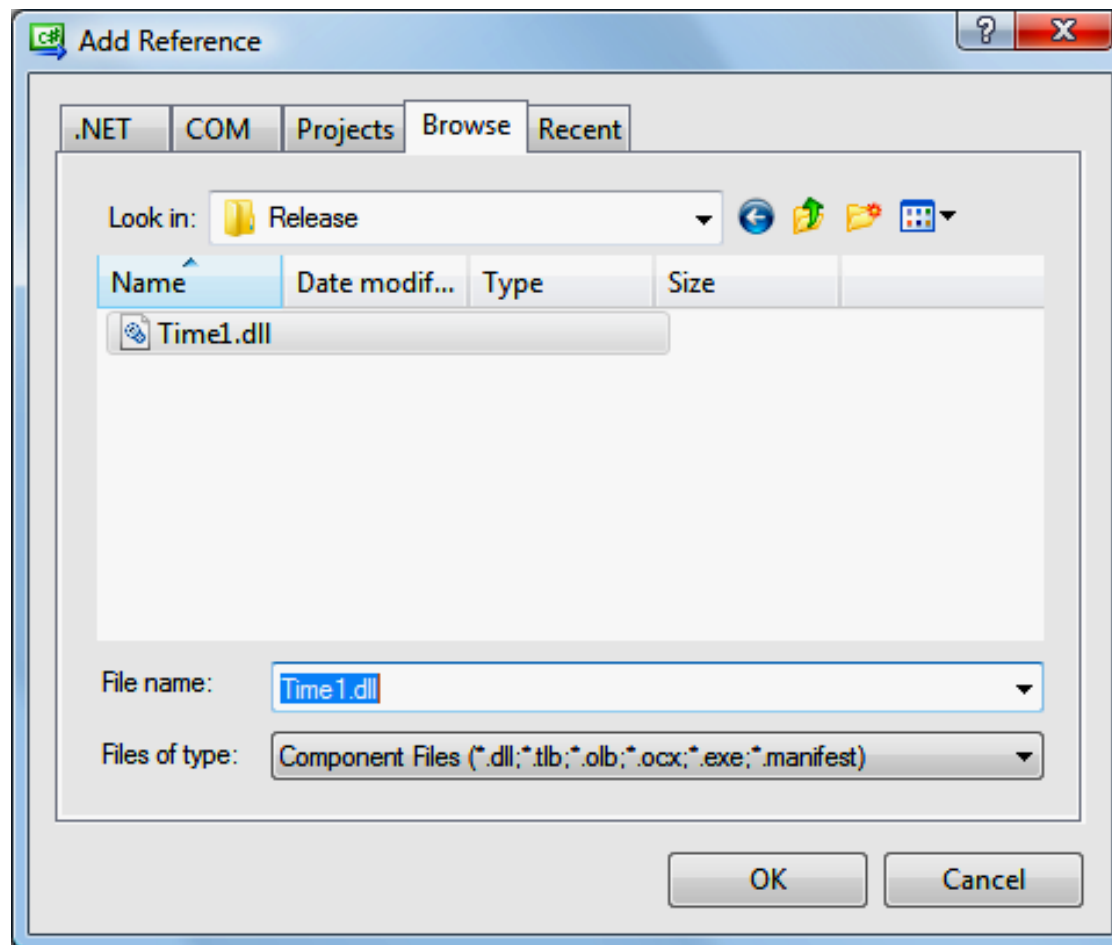 C# Add Reference ? X
.NET COM Projects Browse Recent
Look in: Release
Name Date modif... Type Size
Time1.dll
File name: Time1.dll
Files of type: Component Files (*.dll;*.tlb;*.olb;*.ocx;*.exe;*.manifest)
OK Cancel